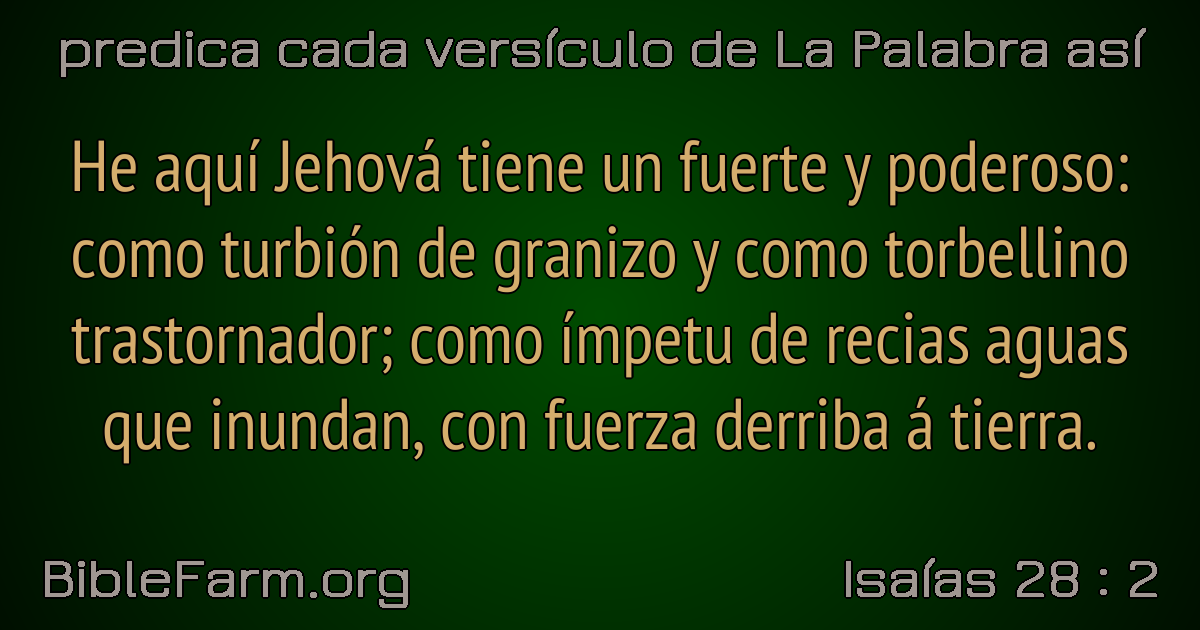 predica cada versículo de La Palabra así
He aquí Jehová tiene un fuerte y poderoso:
como turbión de granizo y como torbellino
trastornador; como ímpetu de recias aguas
que inundan, con fuerza derriba á tierra.
BibleFarm.org
Isaías 28 : 2